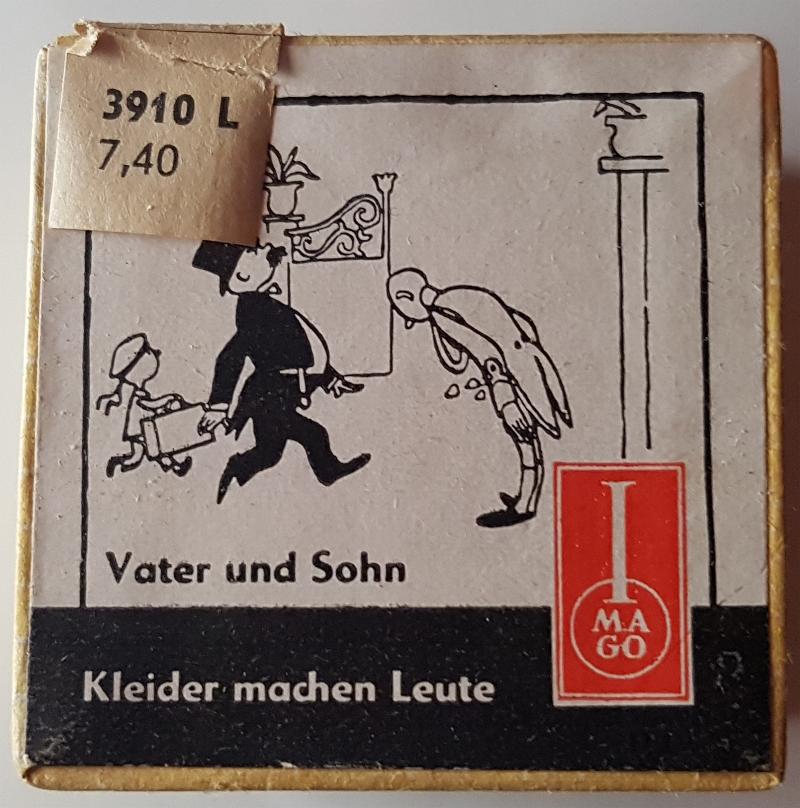 3910 L
7,40
Vater und Sohn
I
MA
GO
Kleider machen Leute